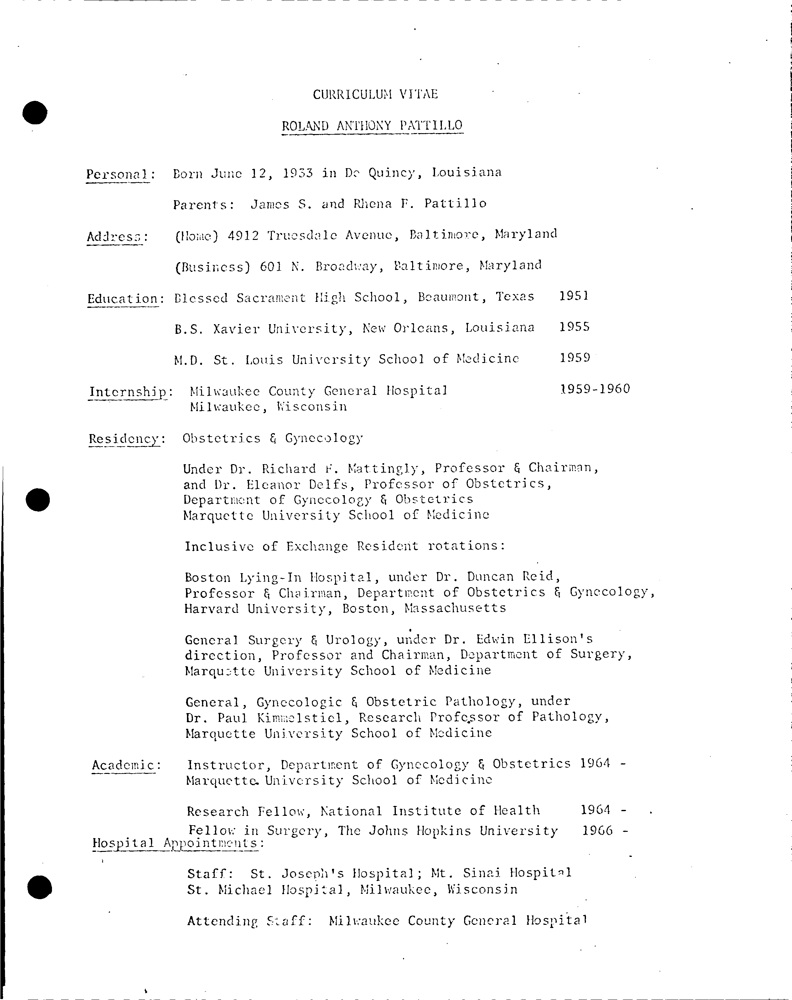 CURRICULUM VITAE
ROLAND ANTHONY PATTILLO
Personal: Born June 12, 1933 in De Quincy, Louisiana
Parents: James S. and Rhena F. Pattillo
Address: (Home) 4912 Truesdale Avenue, Baltimore, Maryland
(Business) 601 N. Broadway, Baltimore, Maryland
Education: Blessed Sacrament High School, Beaumont, Texas 1951
B.S. Xavier University, New Orleans, Louisiana 1955
M.D. St. Louis University School of Medicine 1959
Internship: Milwaukee County General Hospital 1959-1960
Milwaukee, Wisconsin
Residency: Obstetrics & Gynecology
Under Dr. Richard F. Mattingly, Professor & Chairman,
and Dr. Eleanor Delfs, Professor of Obstetrics,
Department of Gynecology & Obstetrics
Marquette University School of Medicine
Inclusive of Exchange Resident rotations:
Boston Lying-In Hospital, under Dr. Duncan Reid,
Professor & Chairman, Department of Obstetrics & Gynecology,
Harvard University, Boston, Massachusetts
General Surgery & Urology, under Dr. Edwin Ellison's
direction, Professor and Chairman, Department of Surgery,
Marquette University School of Medicine
General, Gynecologic & Obstetric Pathology, under
Dr. Paul Kimmelstiel, Research Professor of Pathology,
Marquette University School of Medicine
Academic: Instructor, Department of Gynecology & Obstetrics 1964 -
Marquette University School of Medicine
Research Fellow, National Institute of Health 1964 -
Fellow in Surgery, The Johns Hopkins University 1966 -
Hospital Appointments:
Staff: St. Joseph's Hospital; Mt. Sinai Hospital
St. Michael Hospital, Milwaukee, Wisconsin
Attending Staff: Milwaukee County General Hospital